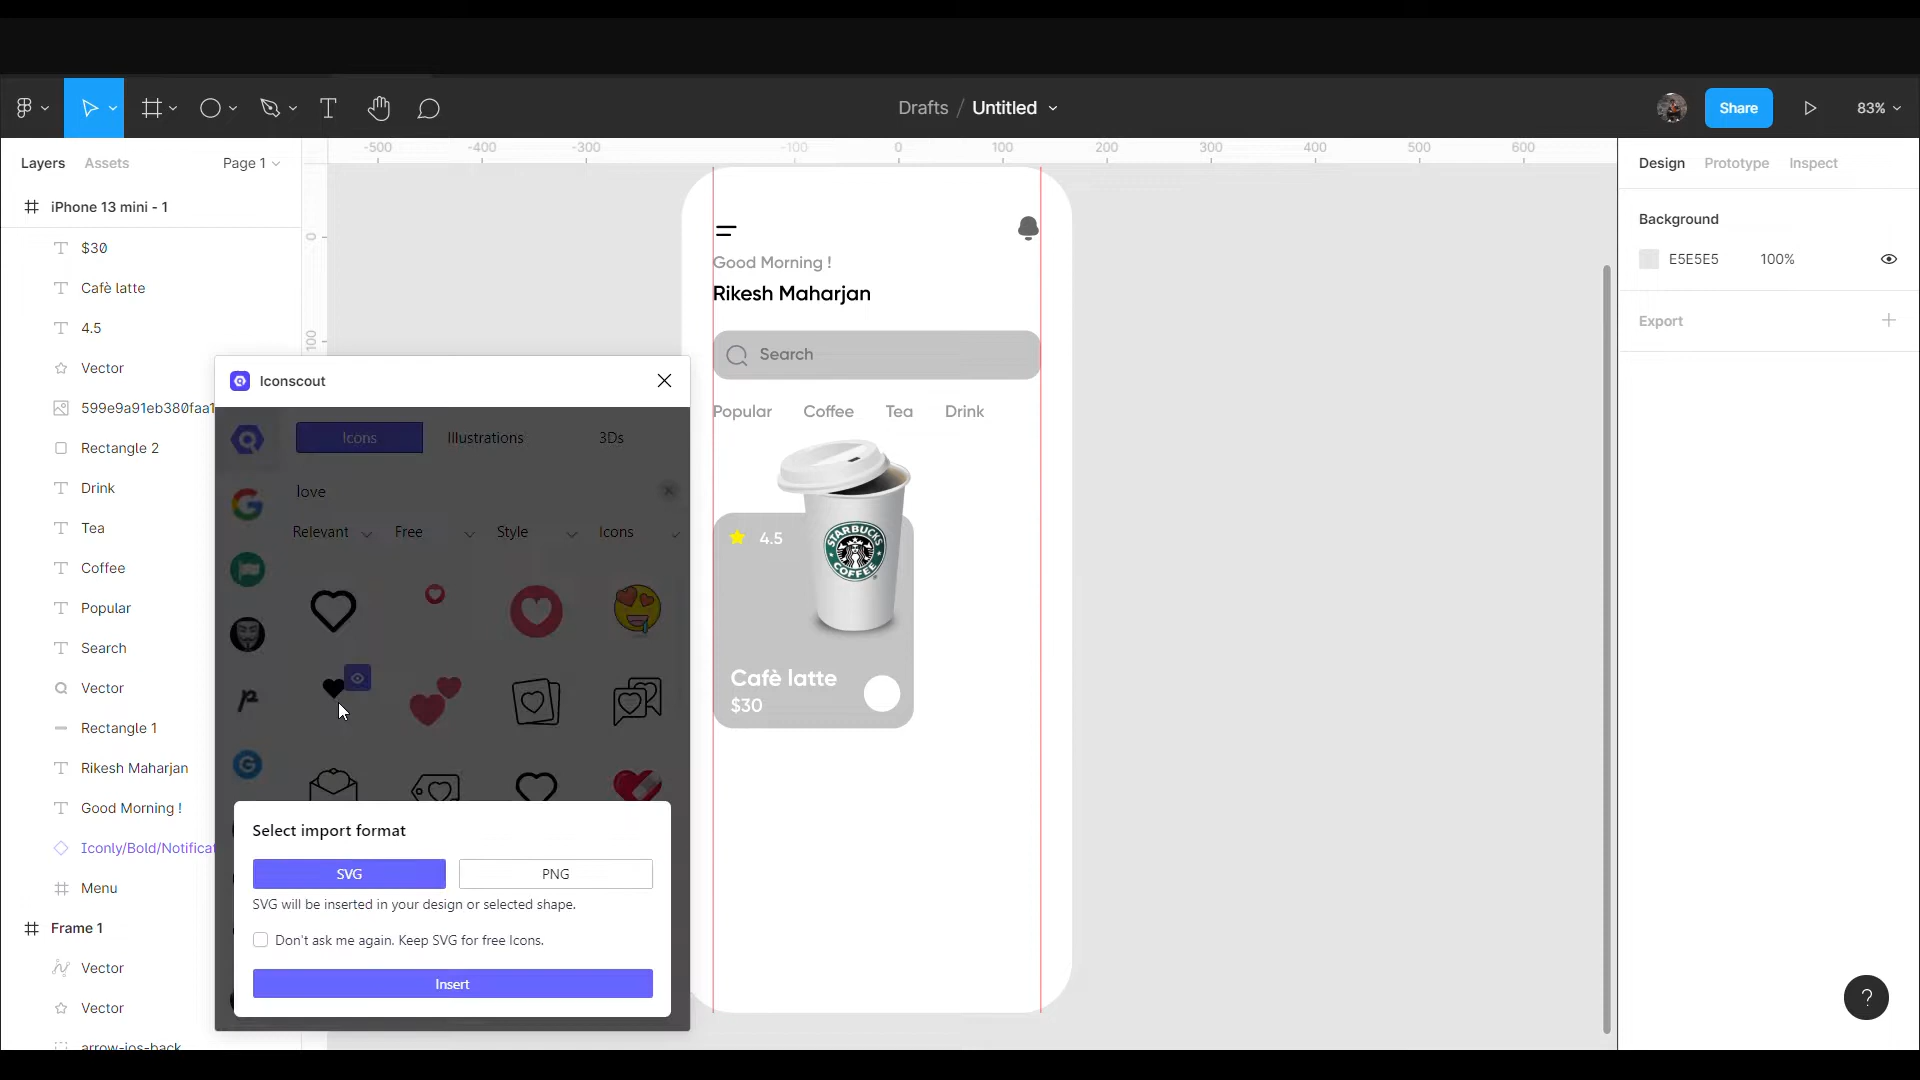 Drafts / Untitled
Share
83%
Layers
Assets
Page 1
-500
-400
-300
-100
0
100
200
300
400
500
600
Design
Prototype
Inspect
iPhone 13 mini - 1
$30
Cafè latte
4.5
Vector
599e9a91eb380faa1
Rectangle 2
Drink
Tea
Coffee
Popular
Search
Vector
Rectangle 1
Rikesh Maharjan
Good Morning !
Iconly/Bold/Notificat
Menu
Frame 1
Vector
Vector
arrow-ios-back
0
100
Iconscout
Icons
Illustrations
3Ds
love
Relevant
Free
Style
Icons
Select import format
SVG
PNG
SVG will be inserted in your design or selected shape.
Don't ask me again. Keep SVG for free Icons.
Insert
Good Morning !
Rikesh Maharjan
Search
Popular
Coffee
Tea
Drink
4.5
STARBUCKS
COFFEE
Cafè latte
$30
Background
E5E5E5
100%
Export
?